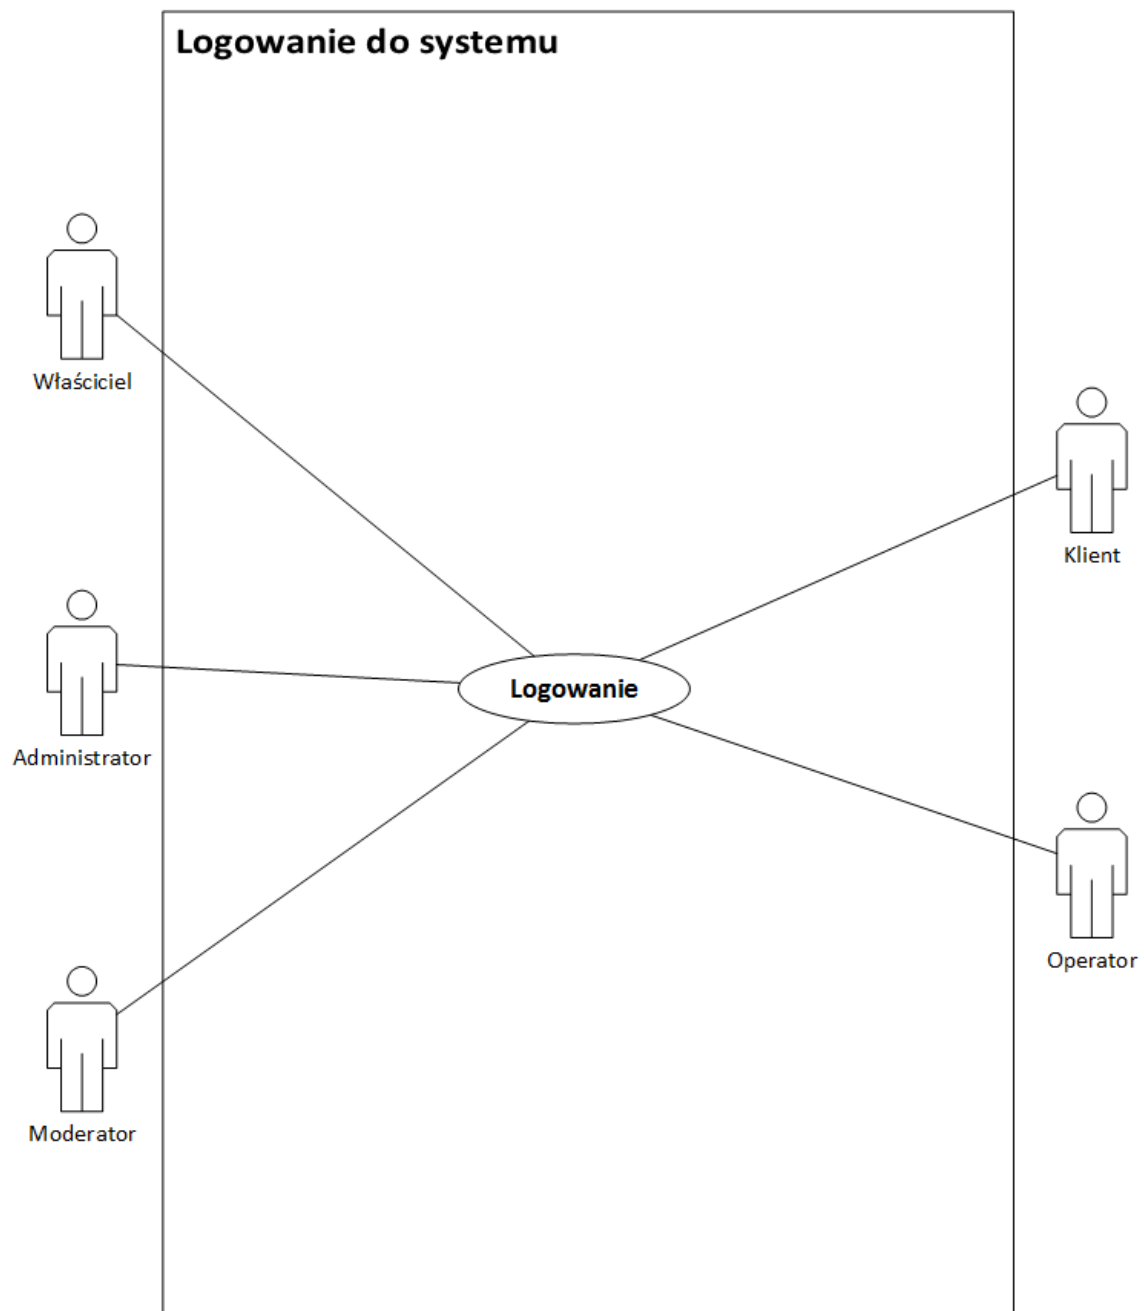 Logowanie do systemu
Właściciel
Klient
Administrator
Logowanie
Operator
Moderator